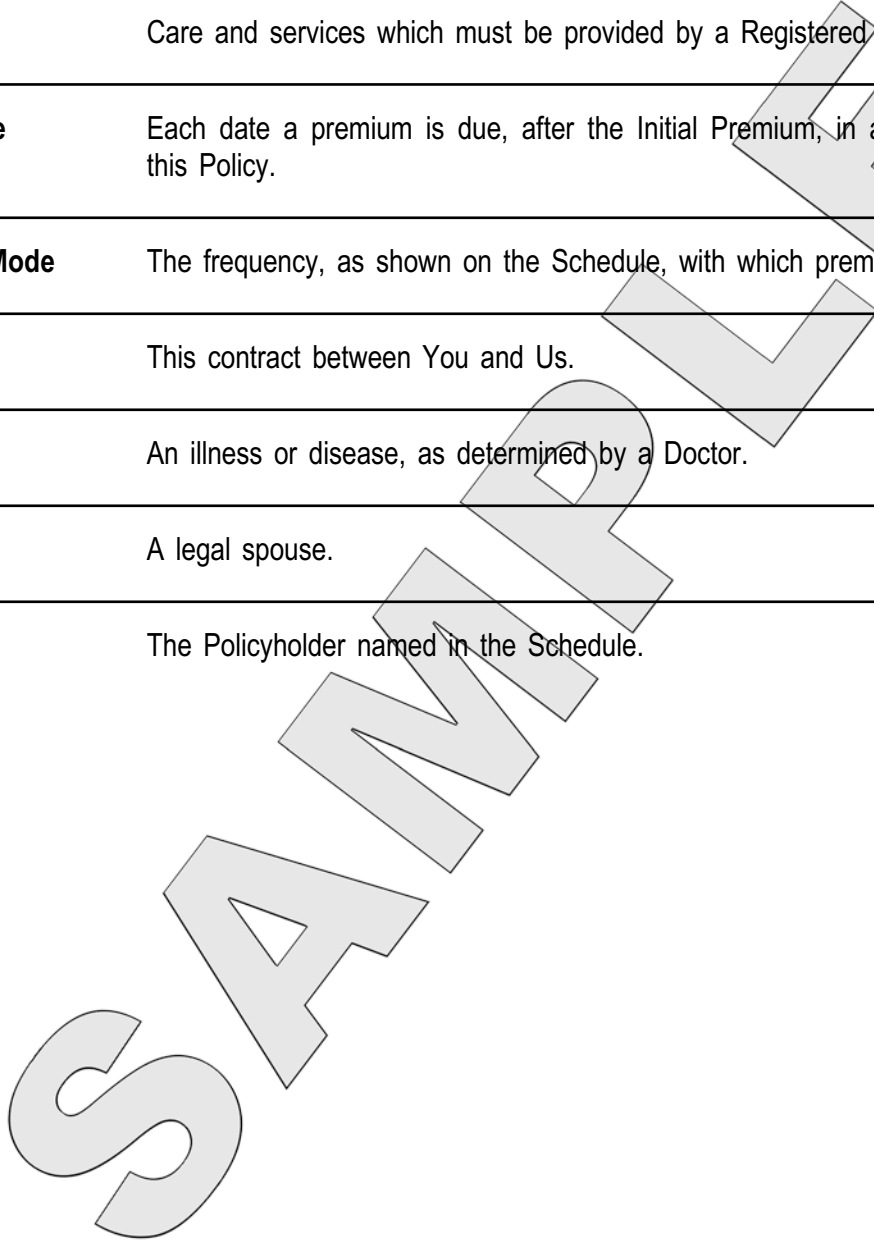 Care and services which must be provided by a Registered
e Each date a premium is due, after the Initial Premium, in a
this Policy.
Mode The frequency, as shown on the Schedule, with which prem
This contract between You and Us.
An illness or disease, as determined by a Doctor.
A legal spouse.
The Policyholder named in the Schedule.
SAMPLE